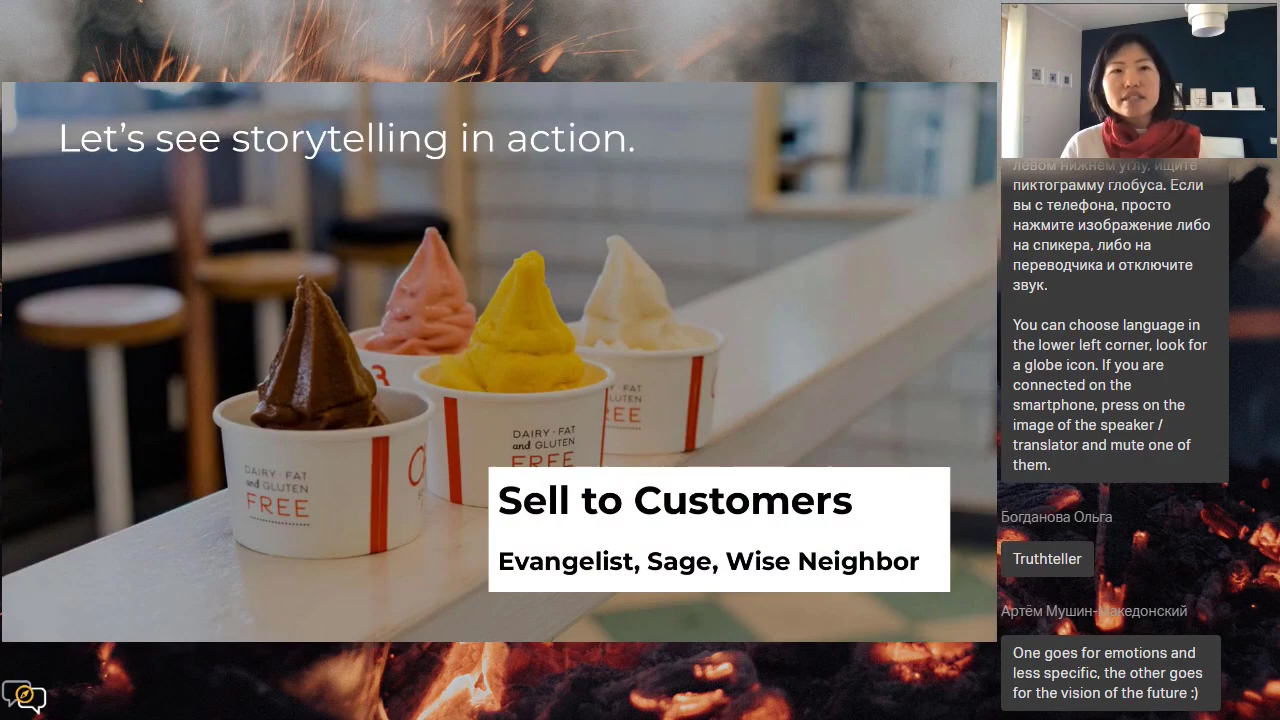 Let's see storytelling in action.
DAIRY · FAT
and GLUTEN
FREE
DAIRY · FAT
and GLUTEN
FREE
Sell to Customers
Evangelist, Sage, Wise Neighbor
левом нижнем углу, ищите
пиктограмму глобуса. Если
вы с телефона, просто
нажмите изображение либо
на спикера, либо на
переводчика и отключите
звук.
You can choose language in
the lower left corner, look for
a globe icon. If you are
connected on the
smartphone, press on the
image of the speaker /
translator and mute one of
them.
Богданова Ольга
Truthteller
Артём Мушин-Македонский
One goes for emotions and
less specific, the other goes
for the vision of the future :)